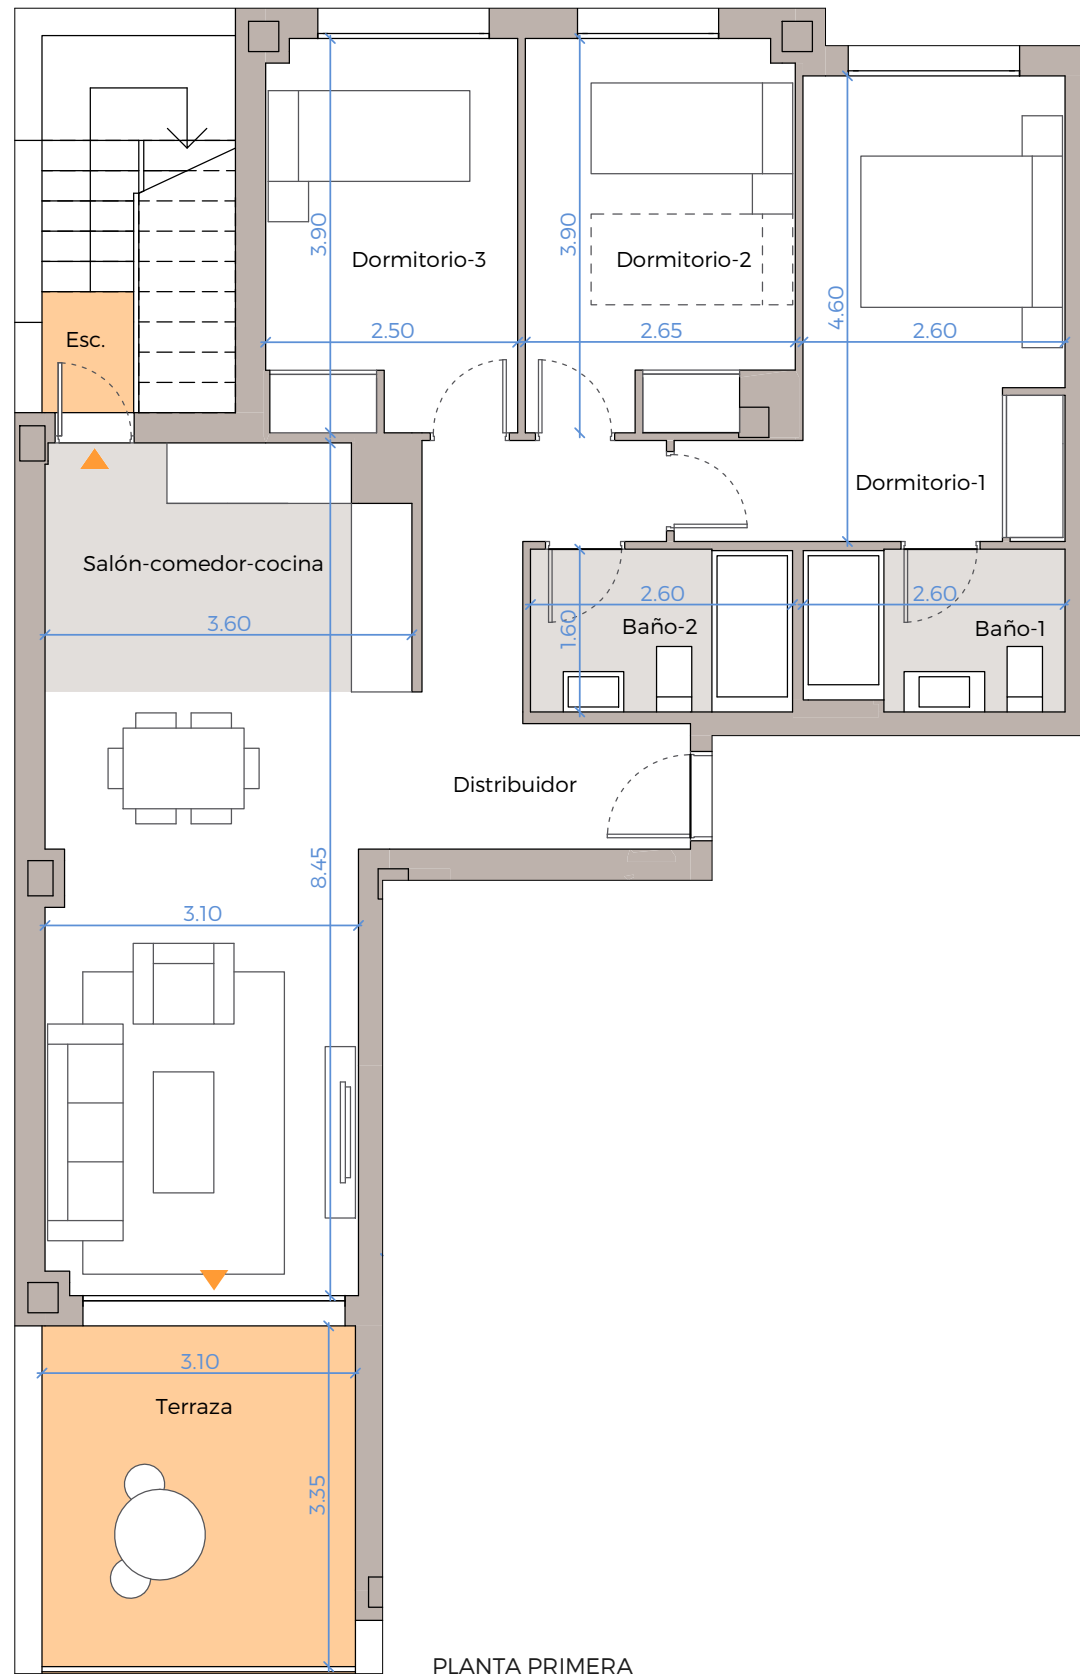 3.90
Dormitorio-3
3.90
Dormitorio-2
4.60
Esc.
2.50
2.65
2.60
Dormitorio-1
Salón-comedor-cocina
3.60
2.60
2.60
1.60
Baño-2
Baño-1
Distribuidor
8.45
3.10
3.10
Terraza
3.35
PLANTA PRIMERA